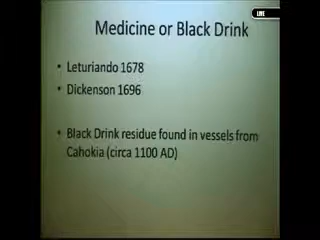 LIVE
Medicine or Black Drink
• Leturiando 1678
• Dickenson 1696
• Black Drink residue found in vessels from
Cahokia (circa 1100 AD)